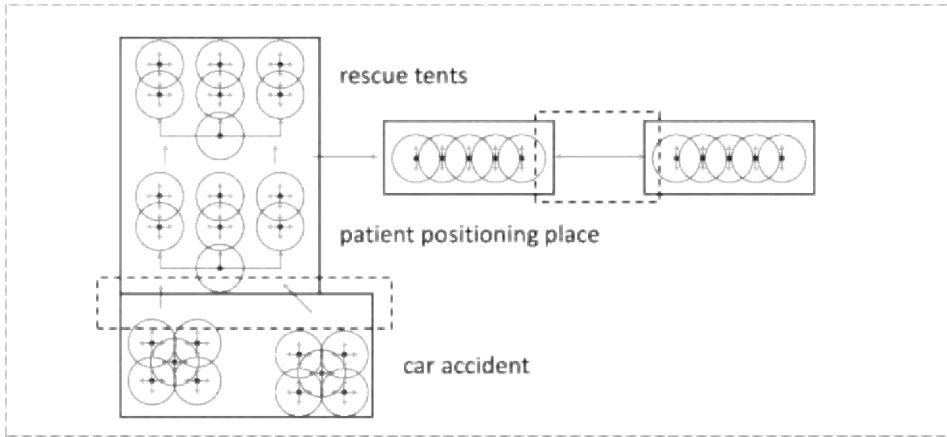 rescue tents
patient positioning place
car accident